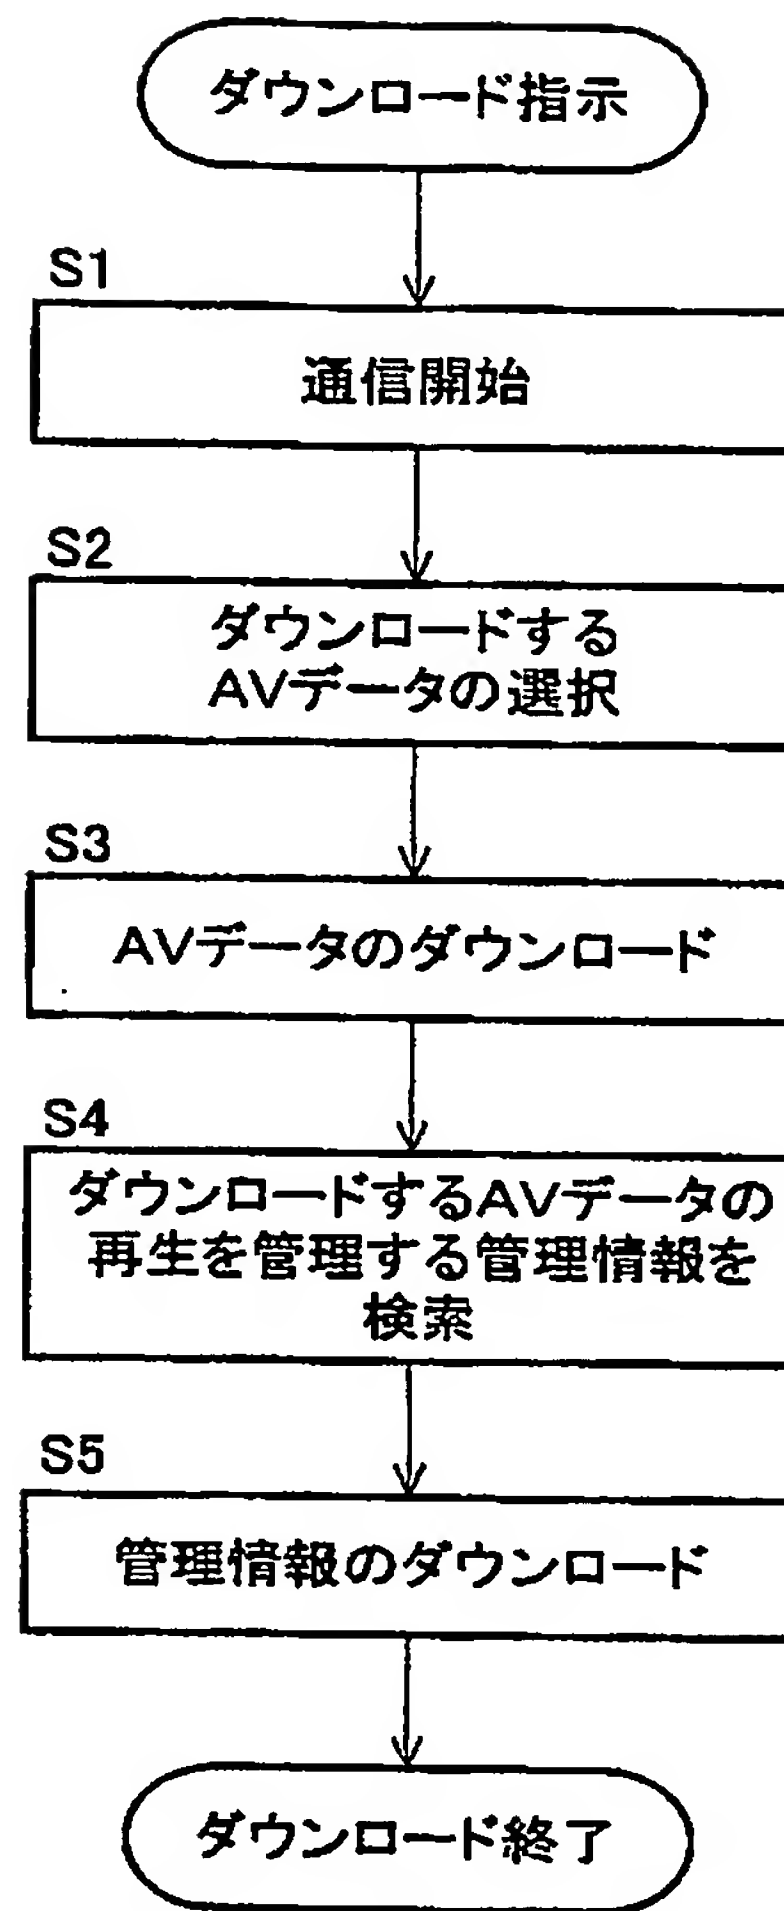 ダウンロード指示
S1
通信開始
S2
ダウンロードする
AVデータの選択
S3
AVデータのダウンロード
S4
ダウンロードするAVデータの
再生を管理する管理情報を
検索
S5
管理情報のダウンロード
ダウンロード終了